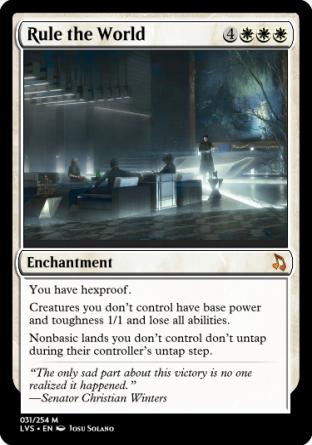 Rule the World 4
Enchantment
You have hexproof.
Creatures you don't control have base power
and toughness 1/1 and lose all abilities.
Nonbasic lands you don't control don't untap
during their controller's untap step.
“The only sad part about this victory is no one
realized it happened.”
—Senator Christian Winters
031/254 M
LVS • EN Josu Solano